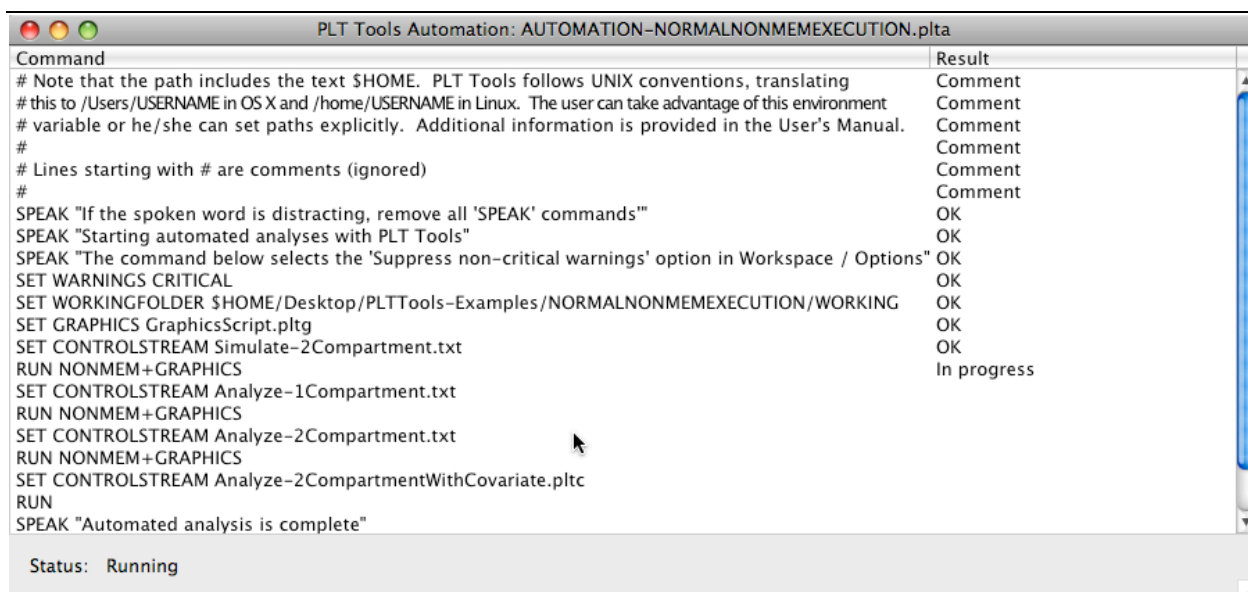 PLT Tools Automation: AUTOMATION-NORMALNONMEMEXECUTION.plta
Command Result
# Note that the path includes the text $HOME. PLT Tools follows UNIX conventions, translating Comment
# this to /Users/USERNAME in OS X and /home/USERNAME in Linux. The user can take advantage of this environment Comment
# variable or he/she can set paths explicitly. Additional information is provided in the User's Manual. Comment
# Comment
# Lines starting with # are comments (ignored) Comment
# Comment
SPEAK "If the spoken word is distracting, remove all 'SPEAK' commands'" OK
SPEAK "Starting automated analyses with PLT Tools" OK
SPEAK "The command below selects the 'Suppress non-critical warnings' option in Workspace / Options" OK
SET WARNINGS CRITICAL OK
SET WORKINGFOLDER $HOME/Desktop/PLTTools-Examples/NORMALNONMEMEXECUTION/WORKING OK
SET GRAPHICS GraphicsScript.pltg OK
SET CONTROLSTREAM Simulate-2Compartment.txt OK
RUN NONMEM+GRAPHICS In progress
SET CONTROLSTREAM Analyze-1Compartment.txt
RUN NONMEM+GRAPHICS
SET CONTROLSTREAM Analyze-2Compartment.txt
RUN NONMEM+GRAPHICS
SET CONTROLSTREAM Analyze-2CompartmentWithCovariate.pltc
RUN
SPEAK "Automated analysis is complete"
Status: Running